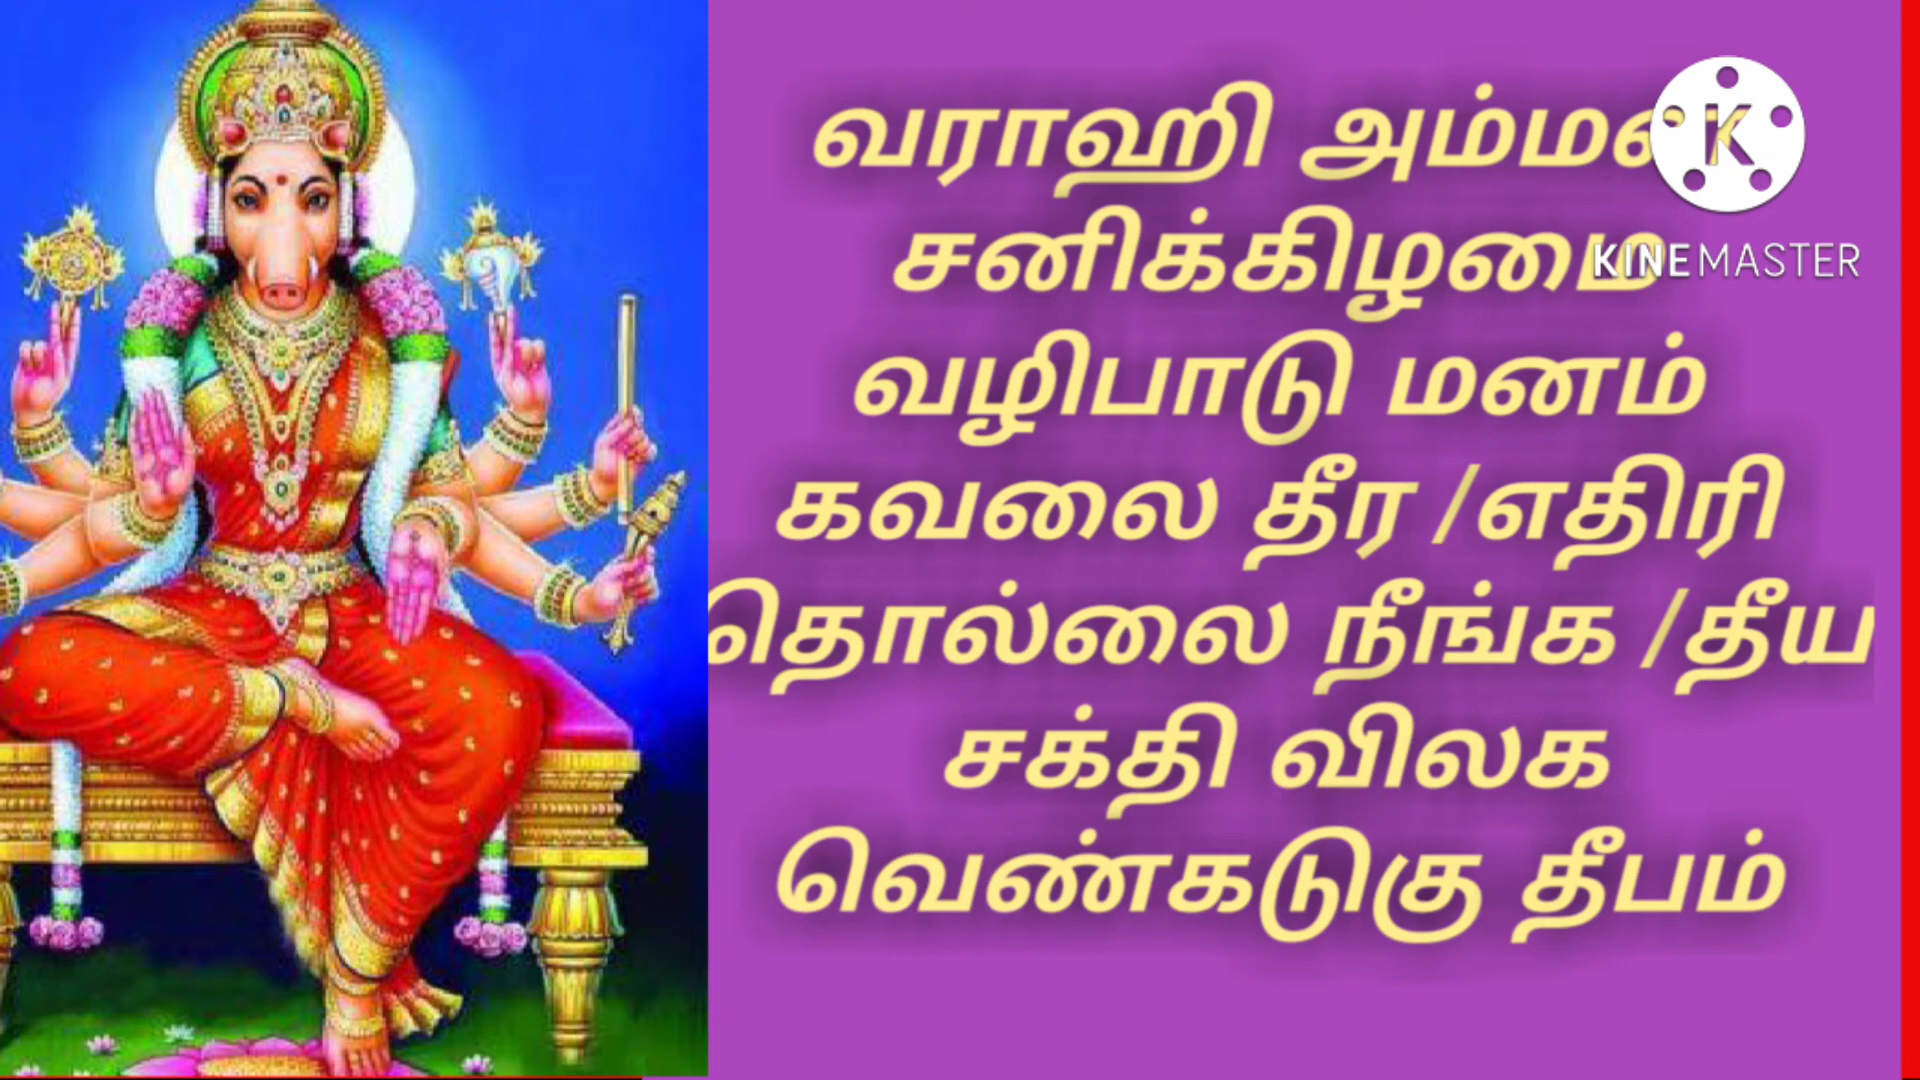 வராஹி அம்மன்
சனிக்கிழமை
வழிபாடு மனம்
கவலை தீர /எதிரி
தொல்லை நீங்க /தீய
சக்தி விலக
வெண்கடுகு தீபம்
K
KINEMASTER